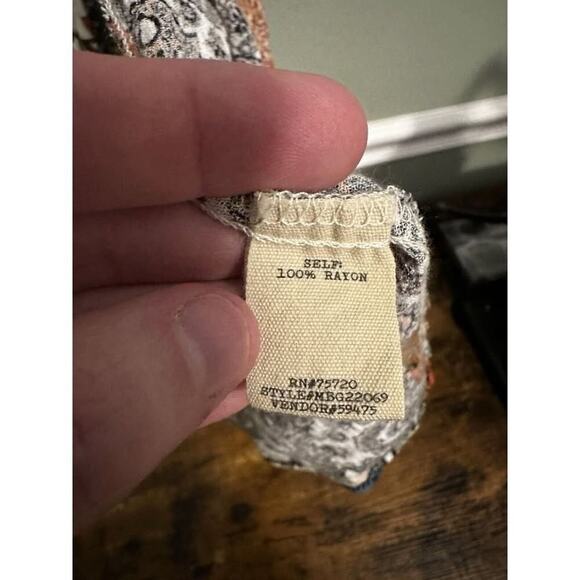 SELF:
100% RAYON
RN#75720
STYLE#MBG22069
VENDOR#59475